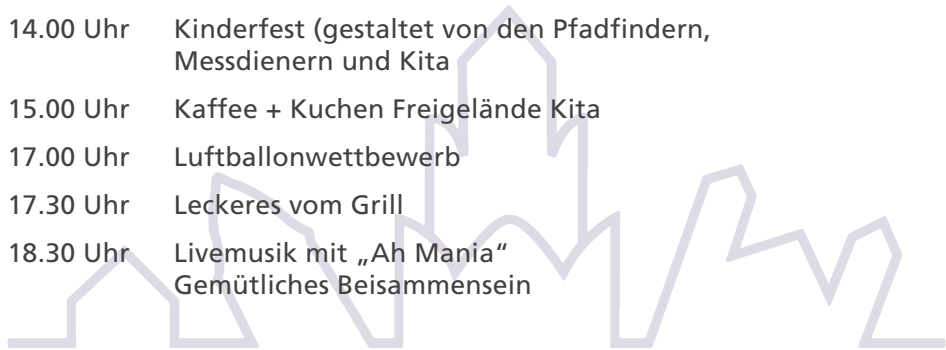 14.00 Uhr Kinderfest (gestaltet von den Pfadfindern,
Messdienern und Kita
15.00 Uhr Kaffee + Kuchen Freigelände Kita
17.00 Uhr Luftballonwettbewerb
17.30 Uhr Leckeres vom Grill
18.30 Uhr Livemusik mit „Ah Mania“
Gemütliches Beisammensein